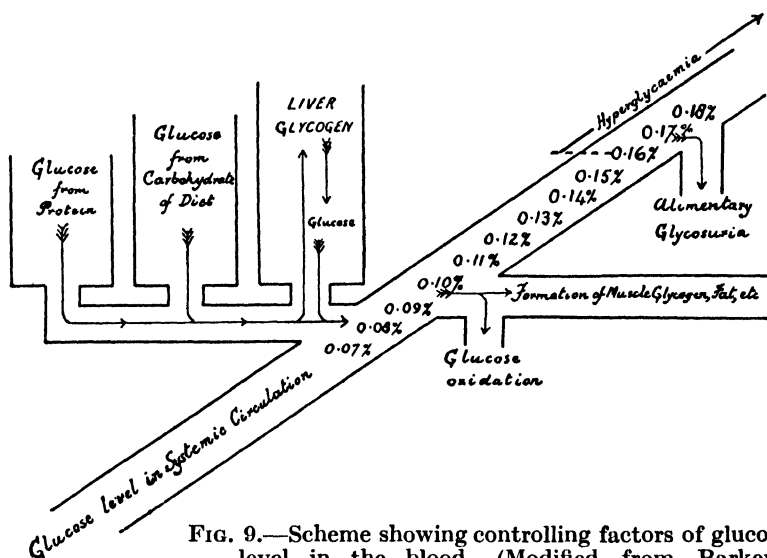 Glucose
from
Protein
Glucose
from
Carbohydrate
of Diet
LIVER
GLYCOGEN
Glucose
Hyperglycaemia
0.18%
0.17%
0.16%
0.15%
0.14%
0.13%
0.12%
0.11%
0.10%
0.09%
0.08%
0.07%
Alimentary
Glycosuria
Formation of Muscle Glycogen, Fat, etc
Glucose
oxidation
Glucose level in Systemic Circulation
FIG. 9.—Scheme showing controlling factors of gluco
level in the blood. (Modified from Parker